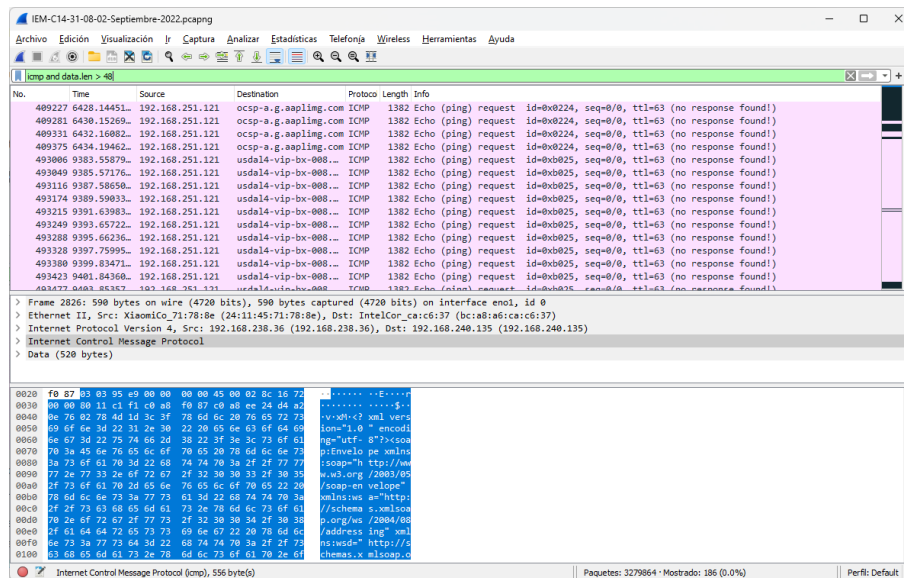 IEM-C14-31-08-02-Septiembre-2022.pcapng
Archivo Edición Visualización Ir Captura Analizar Estadísticas Telefonía Wireless Herramientas Ayuda
icmp and data.len > 48
No. Time Source Destination Protoco Length Info
409227 6428.14451… 192.168.251.121 ocsp-a.g.aaplimg.com ICMP 1382 Echo (ping) request id=0x0224, seq=0/0, ttl=63 (no response found!)
409281 6430.15269… 192.168.251.121 ocsp-a.g.aaplimg.com ICMP 1382 Echo (ping) request id=0x0224, seq=0/0, ttl=63 (no response found!)
409331 6432.16082… 192.168.251.121 ocsp-a.g.aaplimg.com ICMP 1382 Echo (ping) request id=0x0224, seq=0/0, ttl=63 (no response found!)
409375 6434.19462… 192.168.251.121 ocsp-a.g.aaplimg.com ICMP 1382 Echo (ping) request id=0x0224, seq=0/0, ttl=63 (no response found!)
493006 9383.55879… 192.168.251.121 usdal4-vip-bx-008.… ICMP 1382 Echo (ping) request id=0xb025, seq=0/0, ttl=63 (no response found!)
493049 9385.57176… 192.168.251.121 usdal4-vip-bx-008.… ICMP 1382 Echo (ping) request id=0xb025, seq=0/0, ttl=63 (no response found!)
493116 9387.58650… 192.168.251.121 usdal4-vip-bx-008.… ICMP 1382 Echo (ping) request id=0xb025, seq=0/0, ttl=63 (no response found!)
493174 9389.59033… 192.168.251.121 usdal4-vip-bx-008.… ICMP 1382 Echo (ping) request id=0xb025, seq=0/0, ttl=63 (no response found!)
493215 9391.63983… 192.168.251.121 usdal4-vip-bx-008.… ICMP 1382 Echo (ping) request id=0xb025, seq=0/0, ttl=63 (no response found!)
493249 9393.65722… 192.168.251.121 usdal4-vip-bx-008.… ICMP 1382 Echo (ping) request id=0xb025, seq=0/0, ttl=63 (no response found!)
493288 9395.66236… 192.168.251.121 usdal4-vip-bx-008.… ICMP 1382 Echo (ping) request id=0xb025, seq=0/0, ttl=63 (no response found!)
493328 9397.75995… 192.168.251.121 usdal4-vip-bx-008.… ICMP 1382 Echo (ping) request id=0xb025, seq=0/0, ttl=63 (no response found!)
493380 9399.83471… 192.168.251.121 usdal4-vip-bx-008.… ICMP 1382 Echo (ping) request id=0xb025, seq=0/0, ttl=63 (no response found!)
493423 9401.84360… 192.168.251.121 usdal4-vip-bx-008.… ICMP 1382 Echo (ping) request id=0xb025, seq=0/0, ttl=63 (no response found!)
493477 9403.85357… 192.168.251.121 usdal4-vip-bx-008.… ICMP 1382 Echo (ping) request id=0xb025, seq=0/0, ttl=63 (no response found!)
Frame 2826: 590 bytes on wire (4720 bits), 590 bytes captured (4720 bits) on interface eno1, id 0
Ethernet II, Src: XiaomiCo_71:78:8e (24:11:45:71:78:8e), Dst: IntelCor_ca:c6:37 (bc:a8:a6:ca:c6:37)
Internet Protocol Version 4, Src: 192.168.238.36 (192.168.238.36), Dst: 192.168.240.135 (192.168.240.135)
Internet Control Message Protocol
Data (520 bytes)
0020 f0 87 03 03 95 e9 00 00 00 00 45 00 02 8c 16 72 ··········E····r
0030 00 00 80 11 c1 f1 c0 a8 f0 87 c0 a8 ee 24 d4 a2 ·············$··
0040 0e 76 02 78 4d 1d 3c 3f 78 6d 6c 20 76 65 72 73 ·v·xM·<? xml vers
0050 69 6f 6e 3d 22 31 2e 30 22 20 65 6e 63 6f 64 69 ion="1.0 " encodi
0060 6e 67 3d 22 75 74 66 2d 38 22 3f 3e 3c 73 6f 61 ng="utf- 8"?><soa
0070 70 3a 45 6e 76 65 6c 6f 70 65 20 78 6d 6c 6e 73 p:Envelo pe xmlns
0080 3a 73 6f 61 70 3d 22 68 74 74 70 3a 2f 2f 77 77 :soap="h ttp://ww
0090 77 2e 77 33 2e 6f 72 67 2f 32 30 30 33 2f 30 35 w.w3.org /2003/05
00a0 2f 73 6f 61 70 2d 65 6e 76 65 6c 6f 70 65 22 20 /soap-en velope"
00b0 78 6d 6c 6e 73 3a 77 73 61 3d 22 68 74 74 70 3a xmlns:ws a="http:
00c0 2f 2f 73 63 68 65 6d 61 73 2e 78 6d 6c 73 6f 61 //schema s.xmlsoa
00d0 70 2e 6f 72 67 2f 77 73 2f 32 30 30 34 2f 30 38 p.org/ws /2004/08
00e0 2f 61 64 64 72 65 73 73 69 6e 67 22 20 78 6d 6c /address ing" xml
00f0 6e 73 3a 77 73 64 3d 22 68 74 74 70 3a 2f 2f 73 ns:wsd=" http://s
0100 63 68 65 6d 61 73 2e 78 6d 6c 73 6f 61 70 2e 6f chemas.x mlsoap.o
Internet Control Message Protocol (icmp), 556 byte(s) Paquetes: 3279864 · Mostrado: 186 (0.0%) Perfil: Default